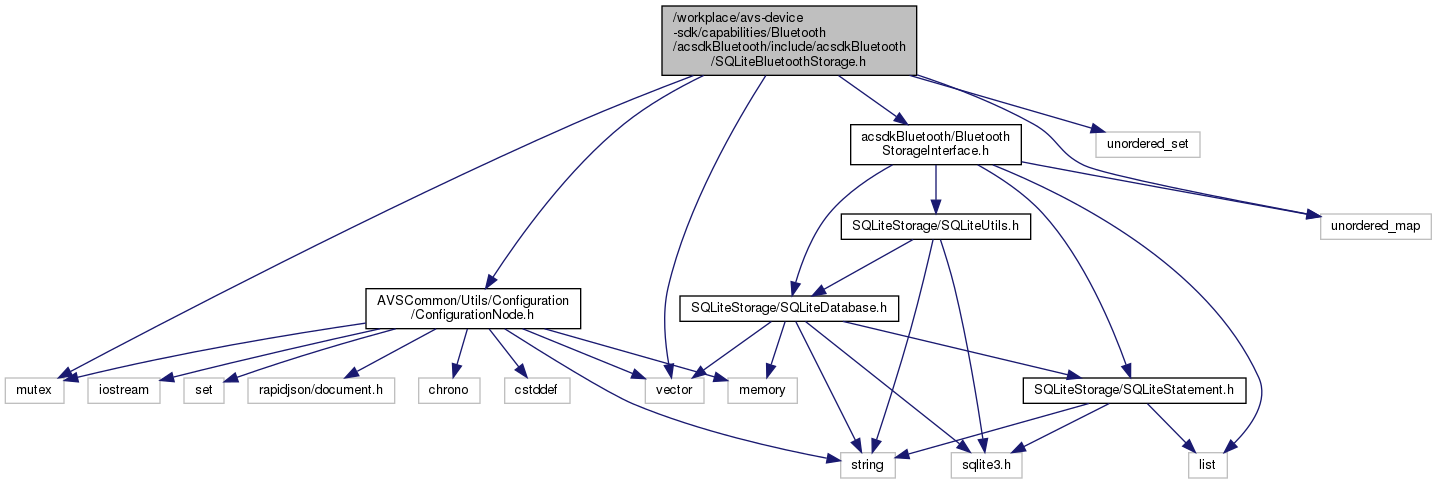 /workplace/avs-device
-sdk/capabilities/Bluetooth
/acsdkBluetooth/include/acsdkBluetooth
/SQLiteBluetoothStorage.h
acsdkBluetooth/Bluetooth
StorageInterface.h
unordered_set
SQLiteStorage/SQLiteUtils.h
unordered_map
AVSCommon/Utils/Configuration
/ConfigurationNode.h
SQLiteStorage/SQLiteDatabase.h
mutex
iostream
set
rapidjson/document.h
chrono
cstddef
vector
memory
SQLiteStorage/SQLiteStatement.h
string
sqlite3.h
list